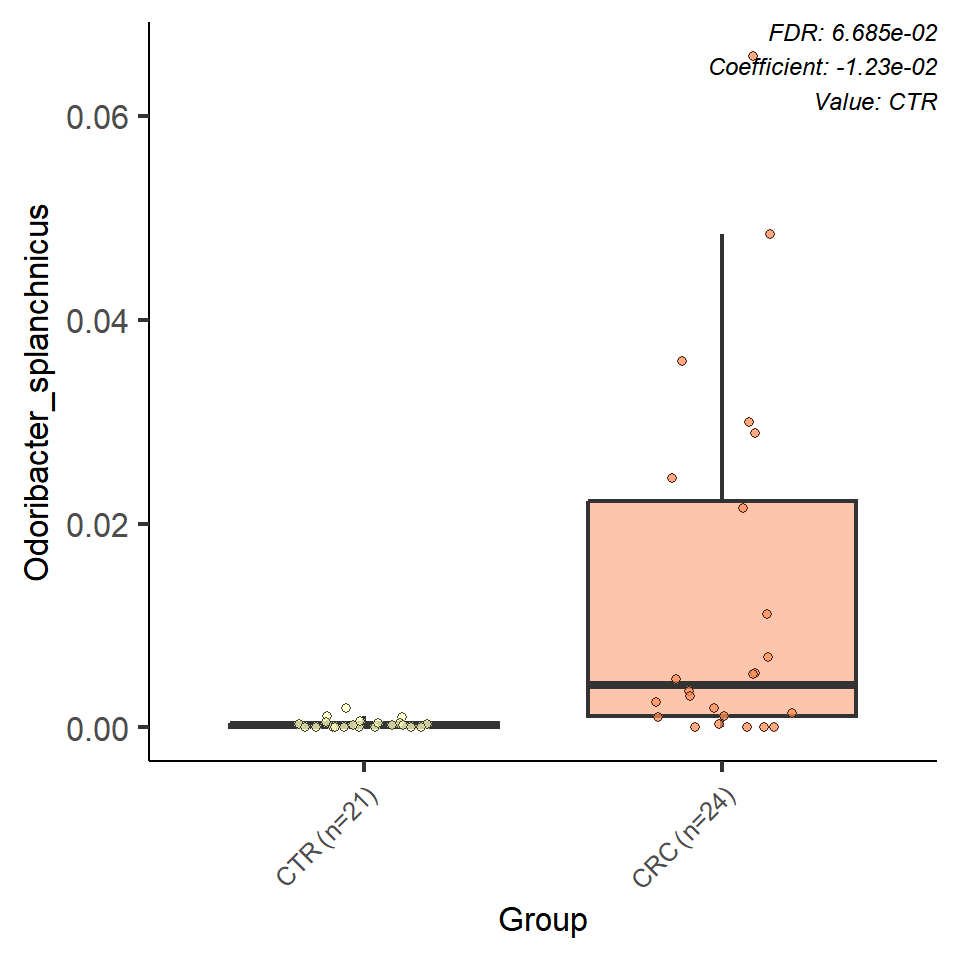 FDR: 6.685e-02
Coefficient: -1.23e-02
Value: CTR
0.06
0.04
0.02
0.00
Odoribacter_splanchnicus
CTR (n=21)
CRC (n=24)
Group